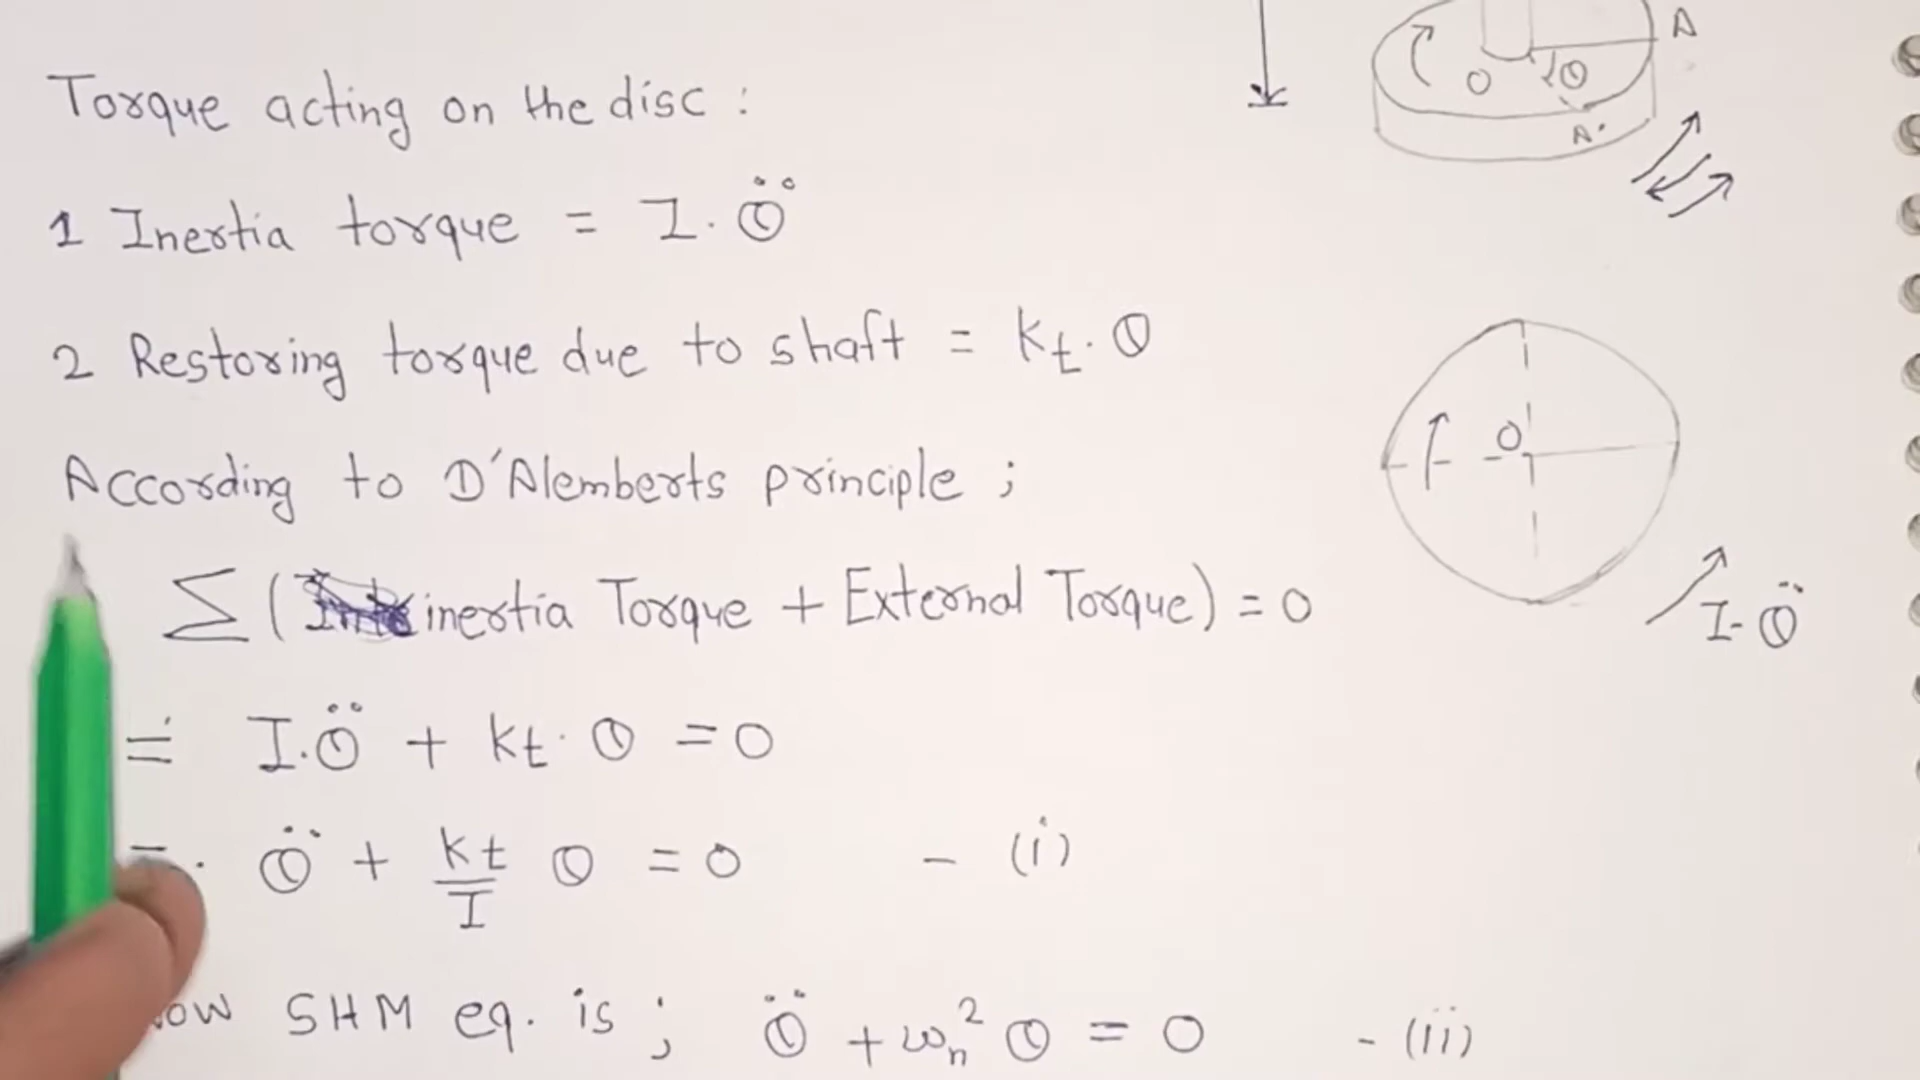 Torque acting on the disc :
1 Inertia torque = I. θ̈
2 Restoring torque due to shaft = Kt. θ
According to D'Alemberts principle ;
Σ ( inertia Torque + External Torque) = 0
= I.θ̈ + Kt. θ = 0
θ̈ + Kt/I θ = 0 - (i)
ow SHM eq. is ; θ̈ + ωn² θ = 0 - (ii)
A
O
θ
A'
O
I- θ̈